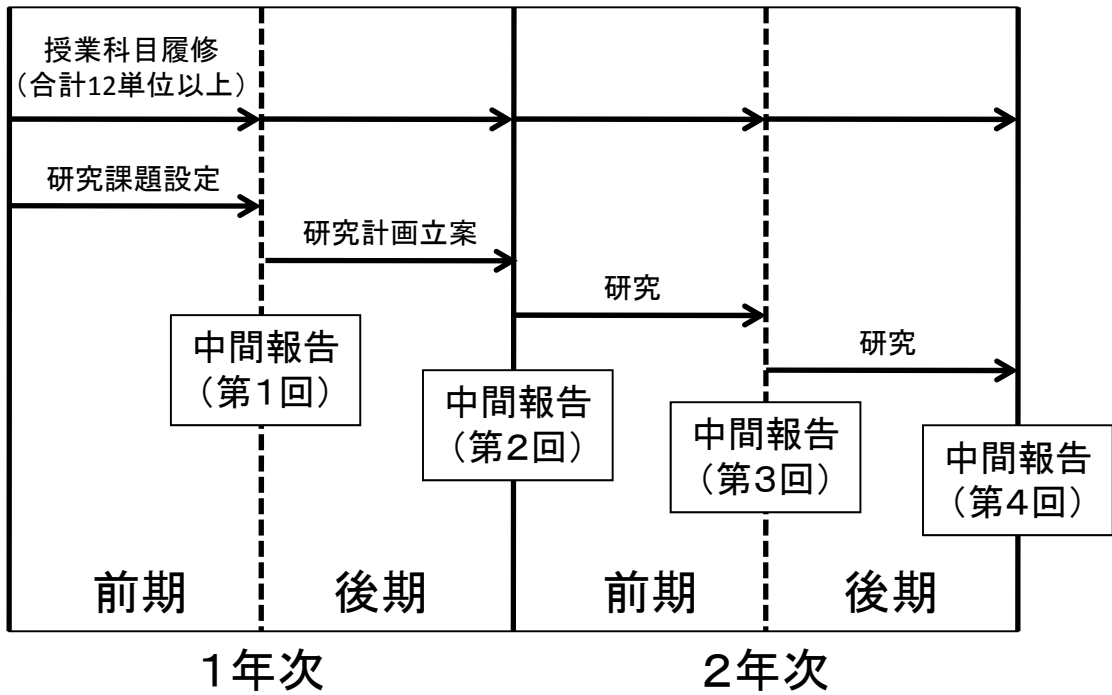 授業科目履修
（合計12単位以上）
研究課題設定
研究計画立案
研究
研究
中間報告
（第１回）
中間報告
（第２回）
中間報告
（第３回）
中間報告
（第４回）
前期
後期
前期
後期
１年次
２年次